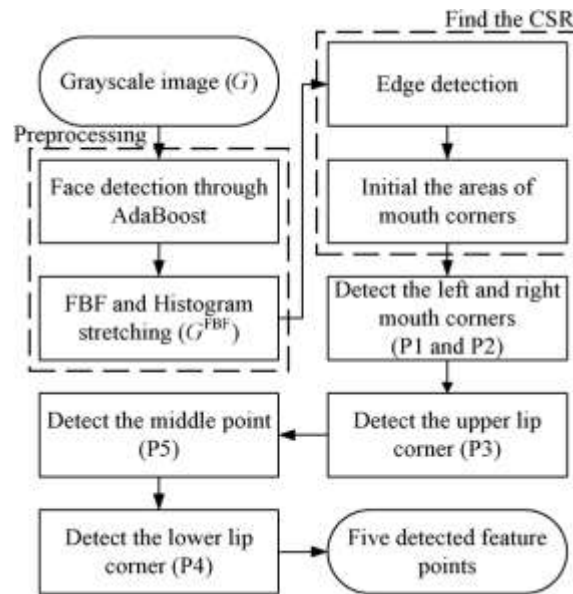 Find the CSR
Grayscale image (G)
Preprocessing
Face detection through
AdaBoost
FBF and Histogram
stretching (G^FBF)
Edge detection
Initial the areas of
mouth corners
Detect the left and right
mouth corners
(P1 and P2)
Detect the upper lip
corner (P3)
Detect the middle point
(P5)
Detect the lower lip
corner (P4)
Five detected feature
points